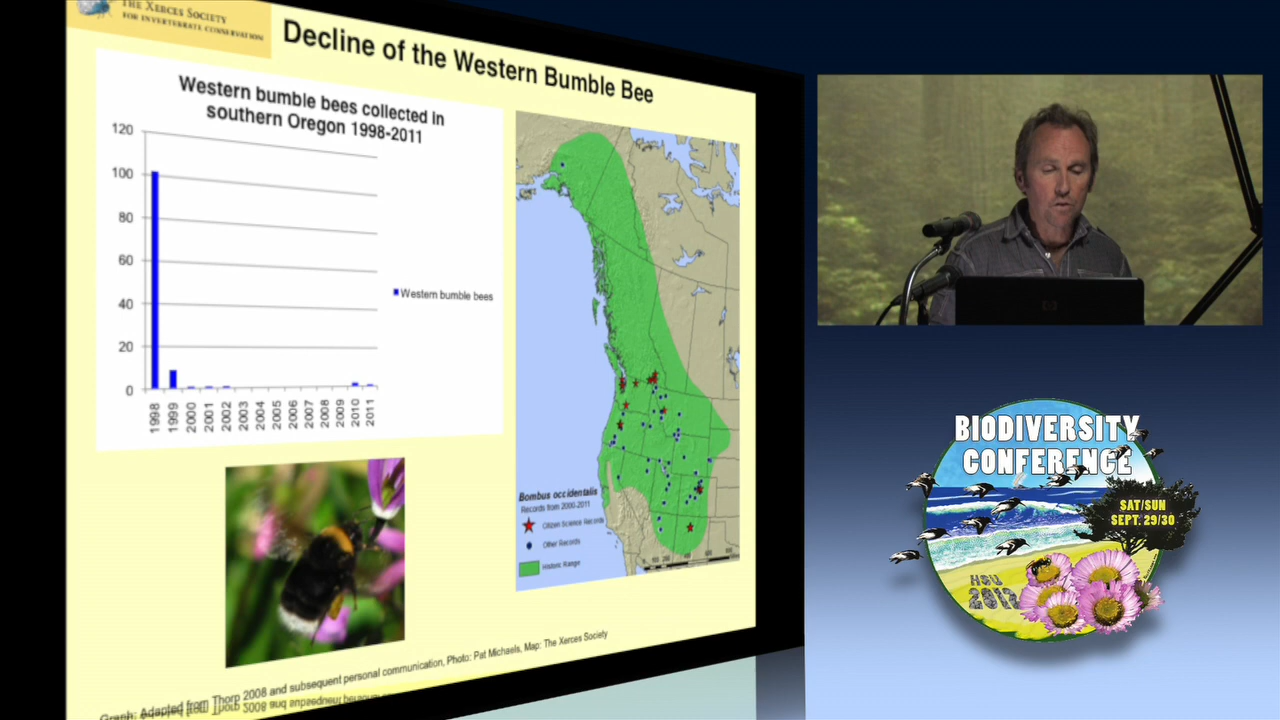 THE XERCES SOCIETY
FOR INVERTEBRATE CONSERVATION
Decline of the Western Bumble Bee
Western bumble bees collected in
southern Oregon 1998-2011
120
100
80
60
40
20
0
1998
1999
2000
2001
2002
2003
2004
2005
2006
2007
2008
2009
2010
2011
Western bumble bees
Bombus occidentalis
Records from 2000-2011
Citizen Science Records
Other Records
Historic Range
Graph: Adapted from Thorp 2008 and subsequent personal communication, Photo: Pat Michaels, Map: The Xerces Society
hp
BIODIVERSITY
CONFERENCE
SAT/SUN
SEPT. 29/30
HSU
2012